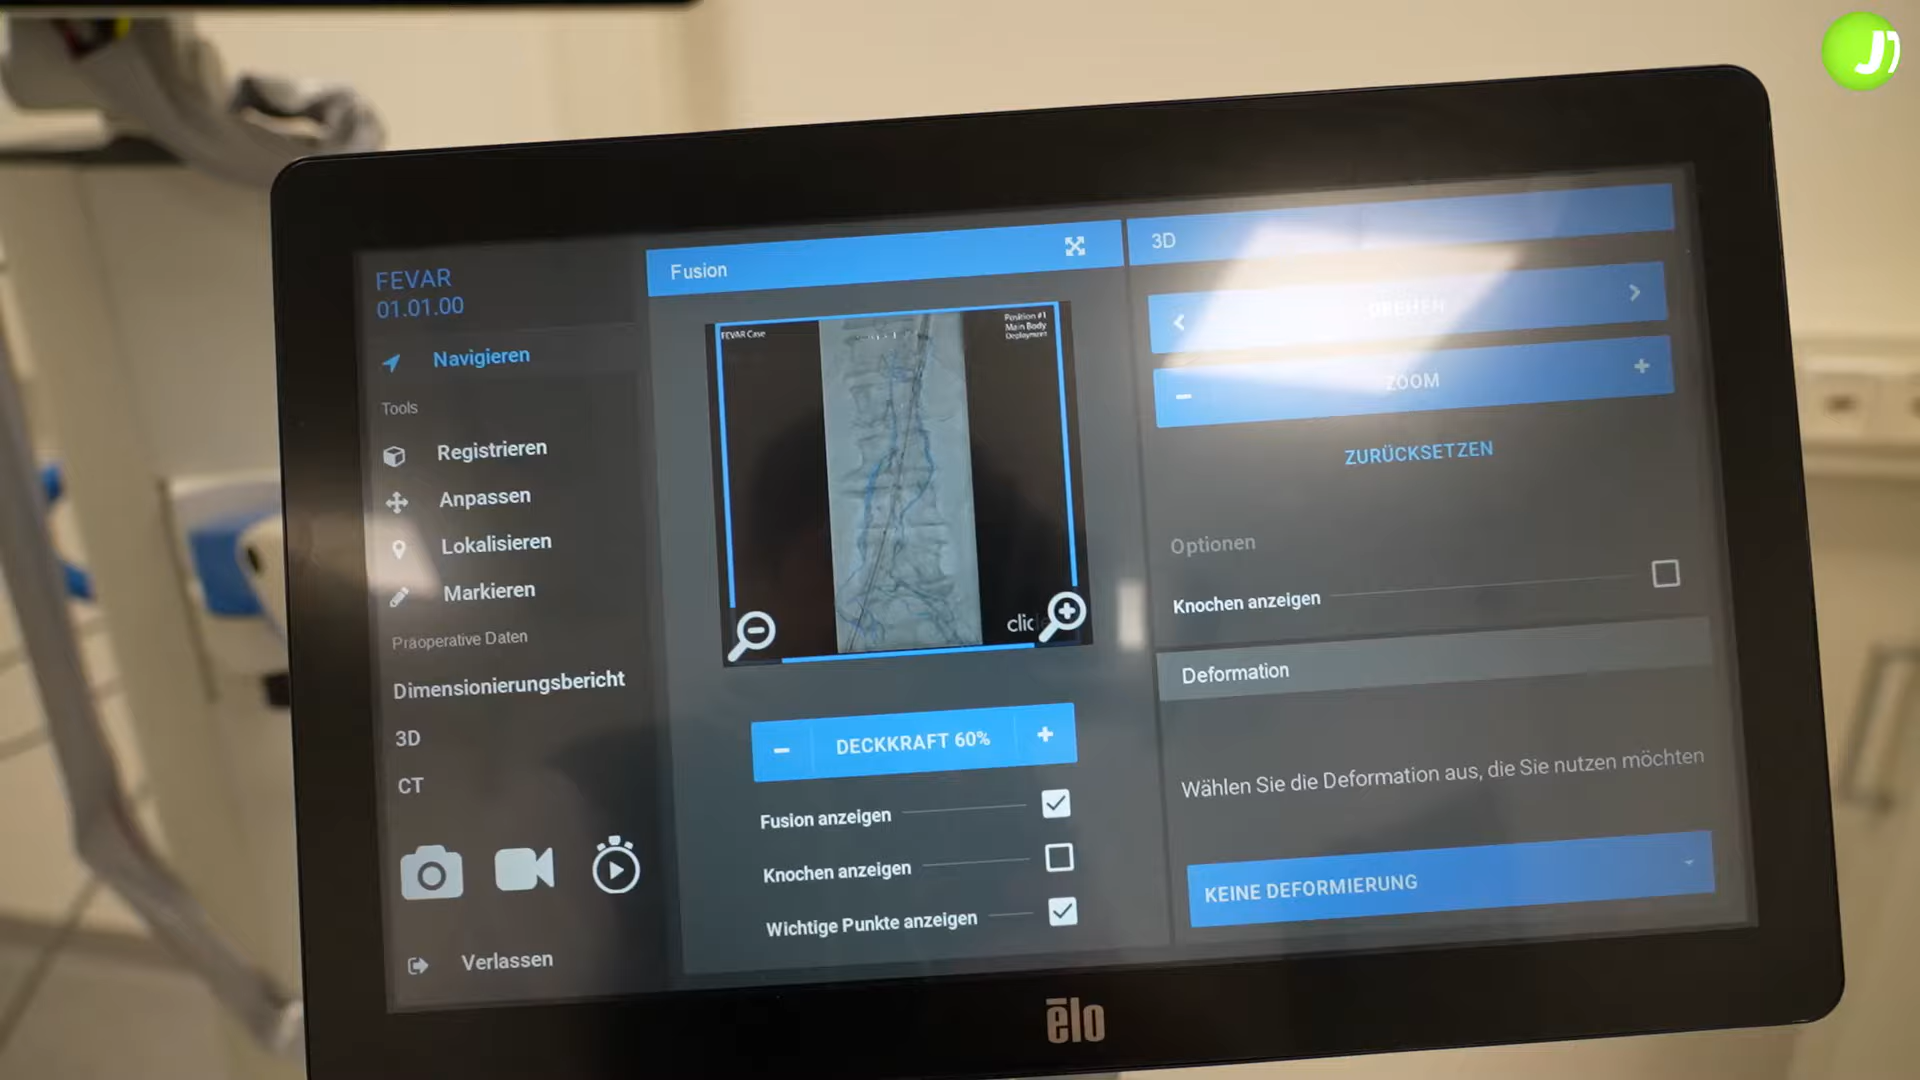 FEVAR
01.01.00
Navigieren
Tools
Registrieren
Anpassen
Lokalisieren
Markieren
Präoperative Daten
Dimensionierungsbericht
3D
CT
Verlassen
Fusion
FEVAR Case
Position #1
Main Body
Deployment
clic
DECKKRAFT 60%
Fusion anzeigen
Knochen anzeigen
Wichtige Punkte anzeigen
3D
DREHEN
ZOOM
ZURÜCKSETZEN
Optionen
Knochen anzeigen
Deformation
Wählen Sie die Deformation aus, die Sie nutzen möchten
KEINE DEFORMIERUNG
elo